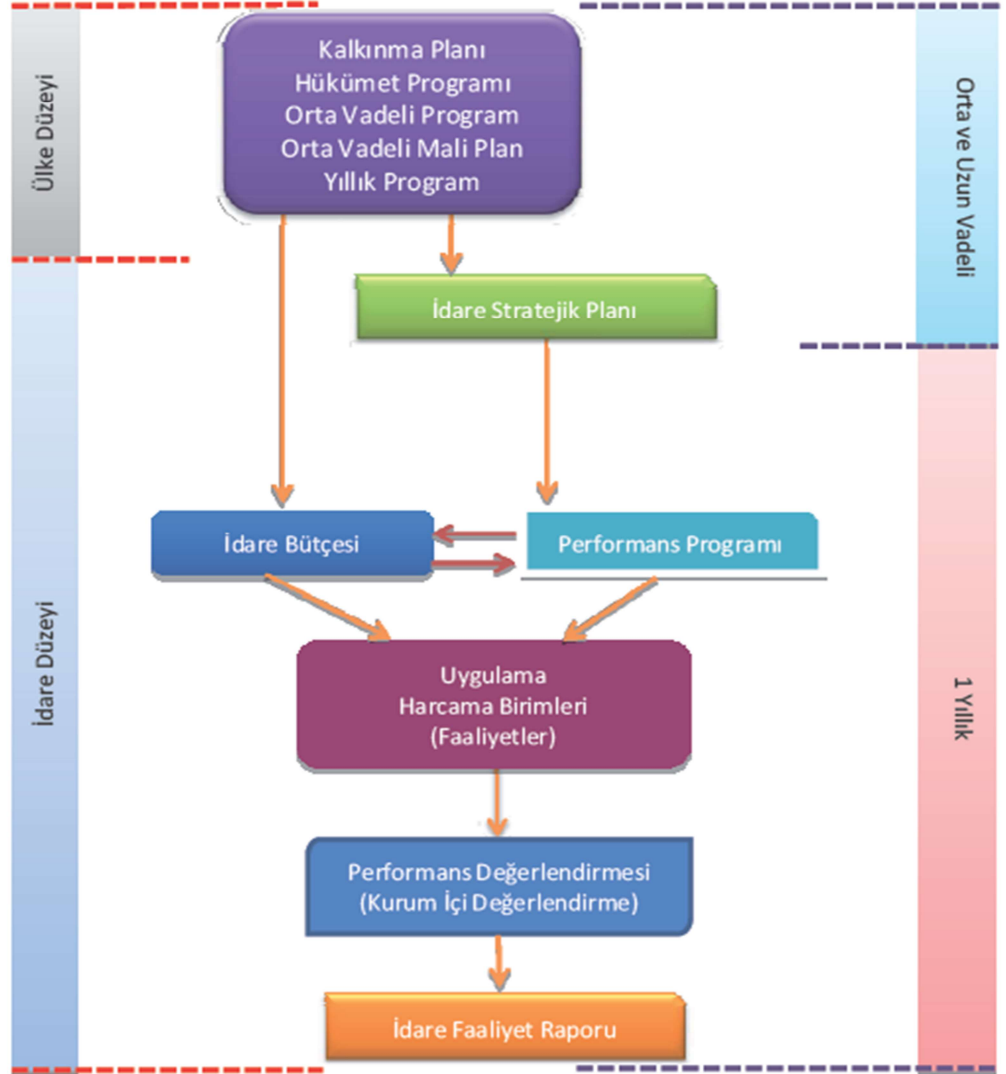 Ülke Düzeyi
Kalkınma Planı
Hükümet Programı
Orta Vadeli Program
Orta Vadeli Mali Plan
Yıllık Program
Orta ve Uzun Vadeli
İdare Stratejik Planı
İdare Düzeyi
İdare Bütçesi
Performans Programı
1 Yıllık
Uygulama
Harcama Birimleri
(Faaliyetler)
Performans Değerlendirmesi
(Kurum İçi Değerlendirme)
İdare Faaliyet Raporu